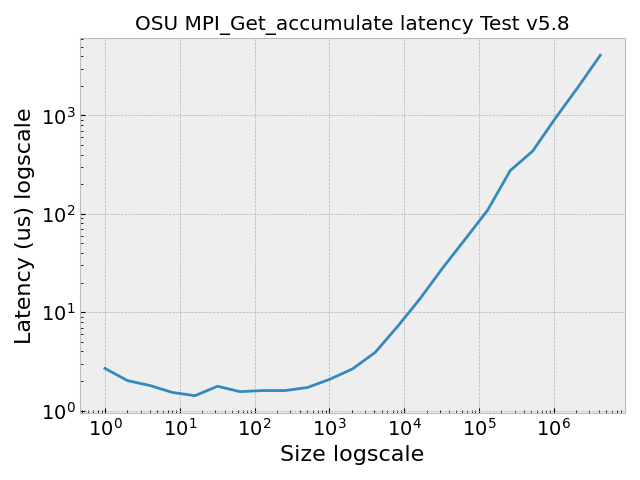 OSU MPI_Get_accumulate latency Test v5.8
Latency (us) logscale
10³
10²
10¹
10⁰
10⁰ 10¹ 10² 10³ 10⁴ 10⁵ 10⁶
Size logscale